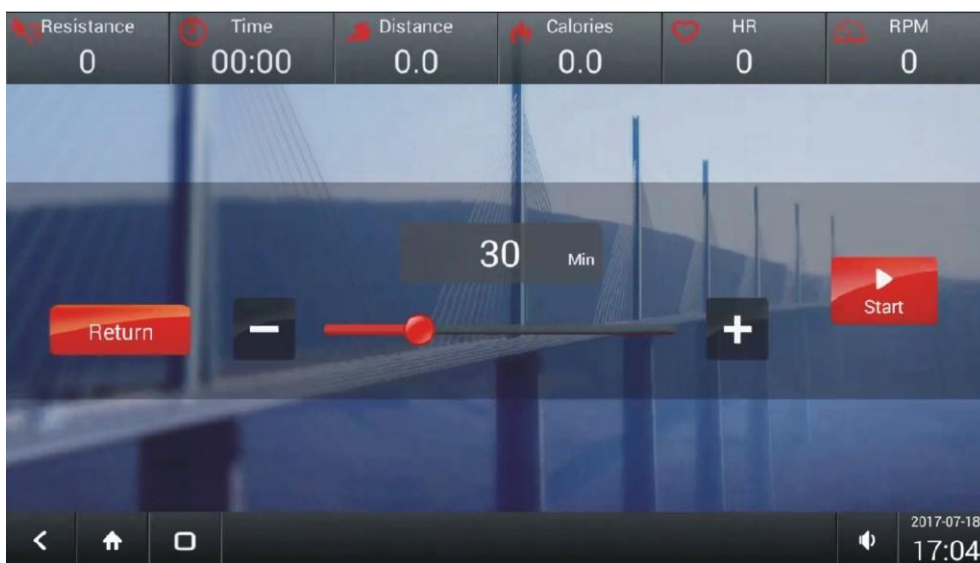 Resistance
0
Time
00:00
Distance
0.0
Calories
0.0
HR
0
RPM
0
30 Min
Return
Start
2017-07-18
17:04